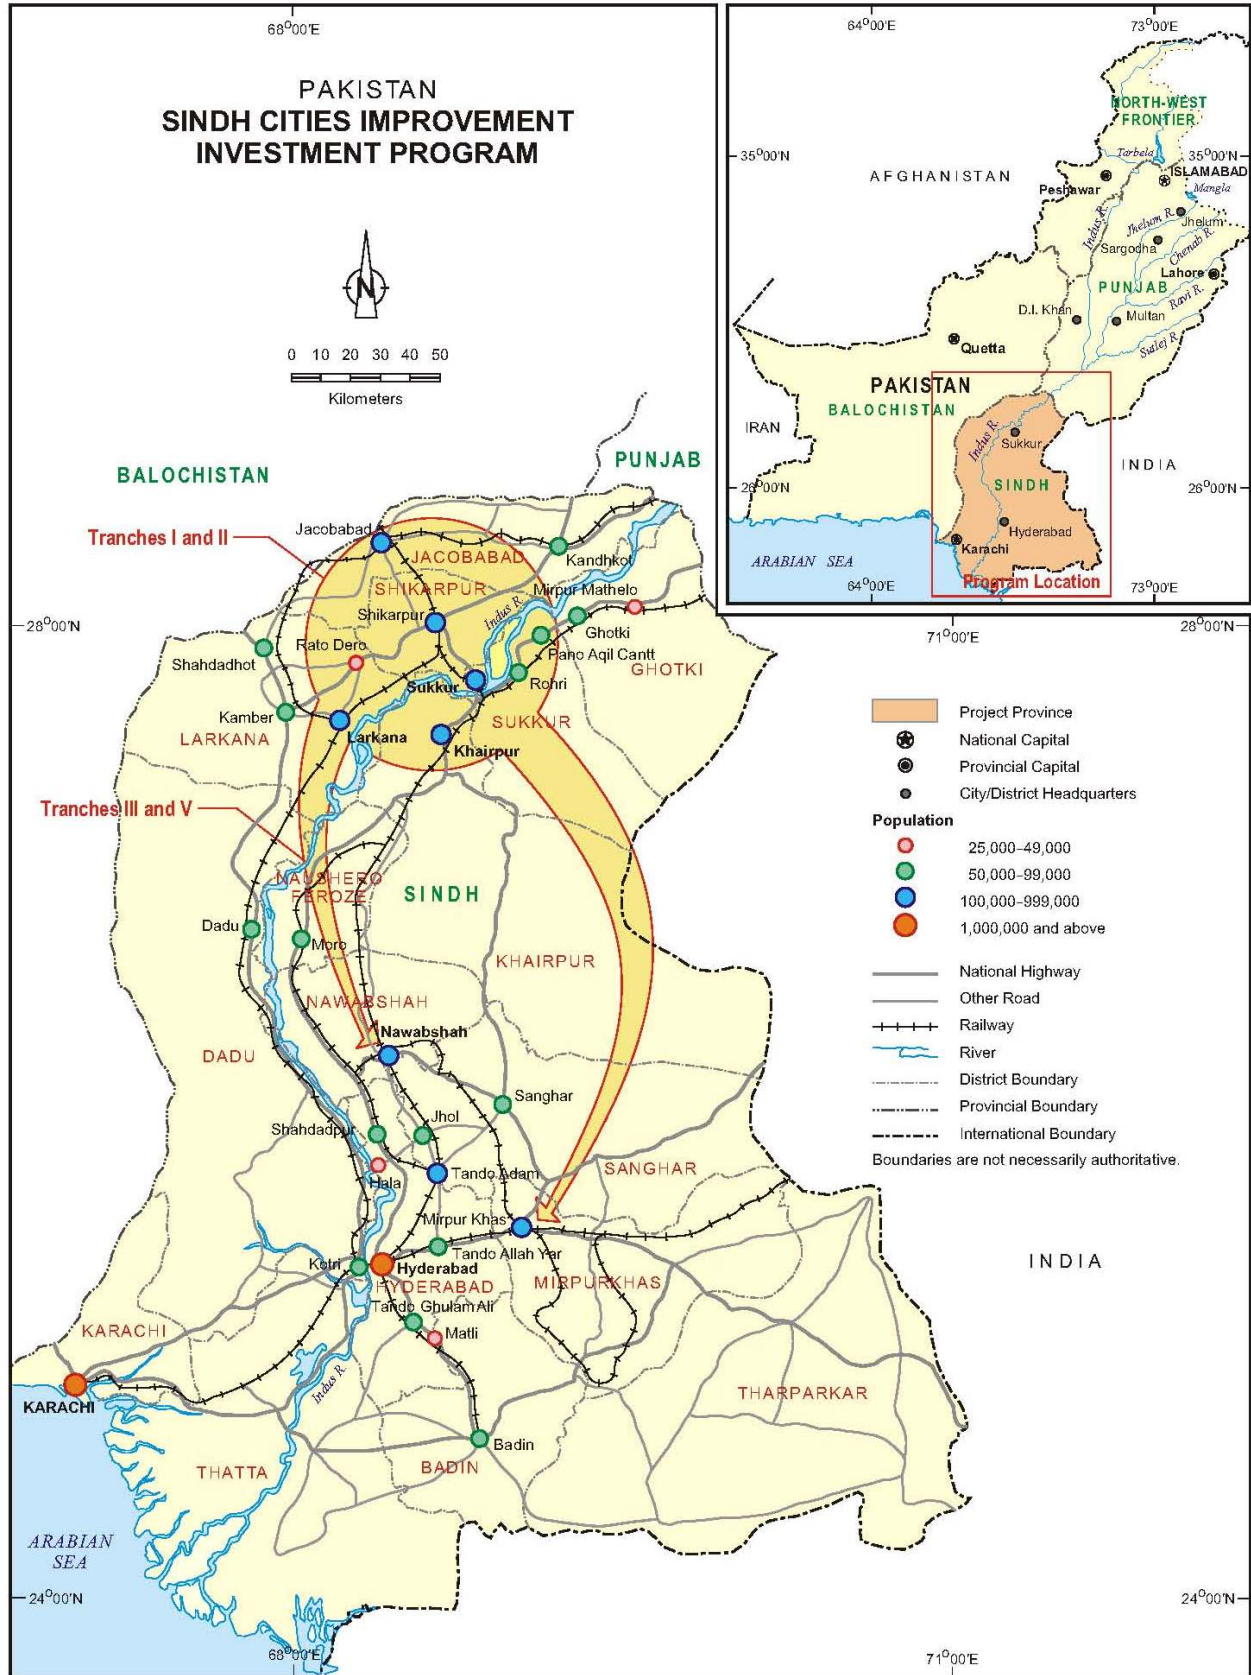 68°00'E
PAKISTAN
SINDH CITIES IMPROVEMENT
INVESTMENT PROGRAM
N
0 10 20 30 40 50
Kilometers
64°00'E
73°00'E
NORTH-WEST
FRONTIER
35°00'N
Tarbela
35°00'N
AFGHANISTAN
ISLAMABAD
Peshawar
Mangla
Indus R.
Jhelum R.
Jhelum
Sargodha
Chenab R.
Lahore
PUNJAB
Ravi R.
D.I. Khan
Multan
Sutlej R.
Quetta
PAKISTAN
BALOCHISTAN
IRAN
Indus R.
Sukkur
INDIA
26°00'N
SINDH
26°00'N
Hyderabad
Karachi
ARABIAN SEA
Program Location
64°00'E
73°00'E
BALOCHISTAN
PUNJAB
Tranches I and II
Jacobabad
JACOBABAD
Kandhkot
SHIKARPUR
Mirpur Mathelo
Shikarpur
Indus R.
28°00'N
71°00'E
28°00'N
Ghotki
Rato Dero
Pano Aqil Cantt
Shahdadhot
GHOTKI
Sukkur
Rohri
Kamber
SUKKUR
LARKANA
Larkana
Khairpur
Tranches III and V
NAUSHERO
FEROZE
SINDH
Dadu
Moro
KHAIRPUR
NAWABSHAH
Nawabshah
DADU
Sanghar
Jhol
Shahdadpur
SANGHAR
Hala
Tando Adam
Mirpur Khas
Tando Allah Yar
Kotri
Hyderabad
HYDERABAD
MIRPURKHAS
Tando Ghulam Ali
Matli
KARACHI
Indus R.
KARACHI
THARPARKAR
Badin
THATTA
BADIN
ARABIAN
SEA
INDIA
24°00'N
24°00'N
68°00'E
71°00'E
Project Province
National Capital
Provincial Capital
City/District Headquarters
Population
25,000–49,000
50,000–99,000
100,000–999,000
1,000,000 and above
National Highway
Other Road
Railway
River
District Boundary
Provincial Boundary
International Boundary
Boundaries are not necessarily authoritative.